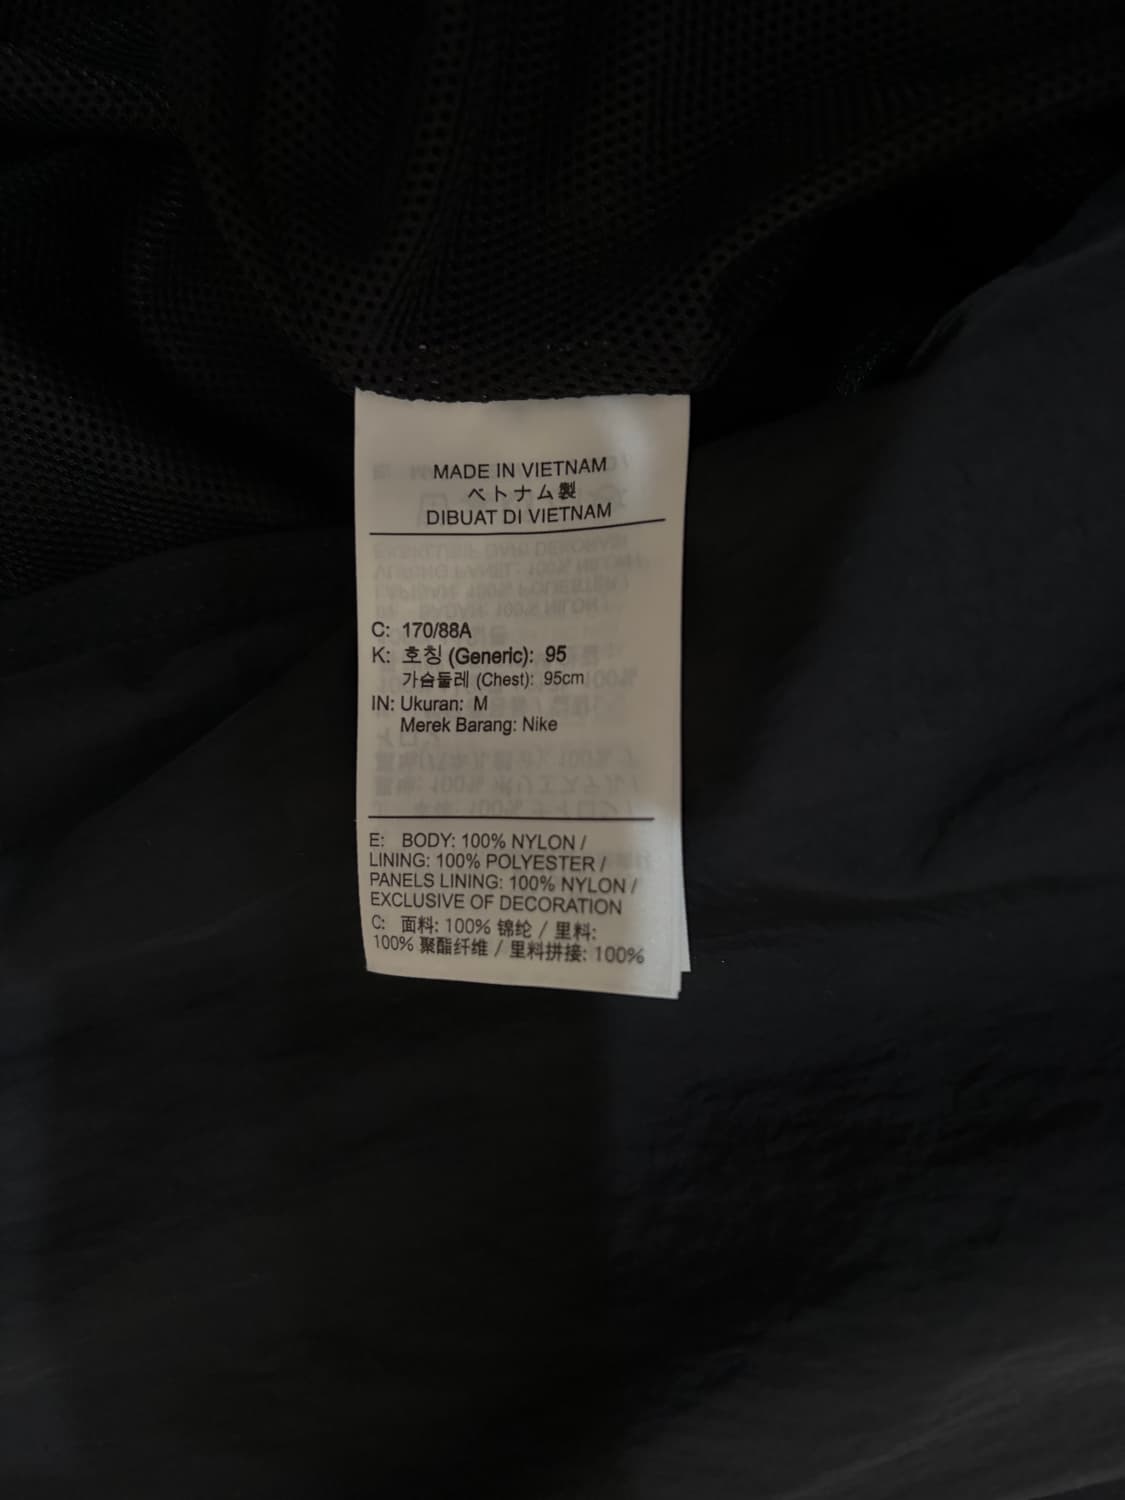 MADE IN VIETNAM
ベトナム製
DIBUAT DI VIETNAM
C: 170/88A
K: 호칭 (Generic): 95
가슴둘레 (Chest): 95cm
IN: Ukuran: M
Merek Barang: Nike
E: BODY: 100% NYLON /
LINING: 100% POLYESTER /
PANELS LINING: 100% NYLON /
EXCLUSIVE OF DECORATION
C: 面料: 100% 锦纶 / 里料:
100% 聚酯纤维 / 里料拼接: 100%